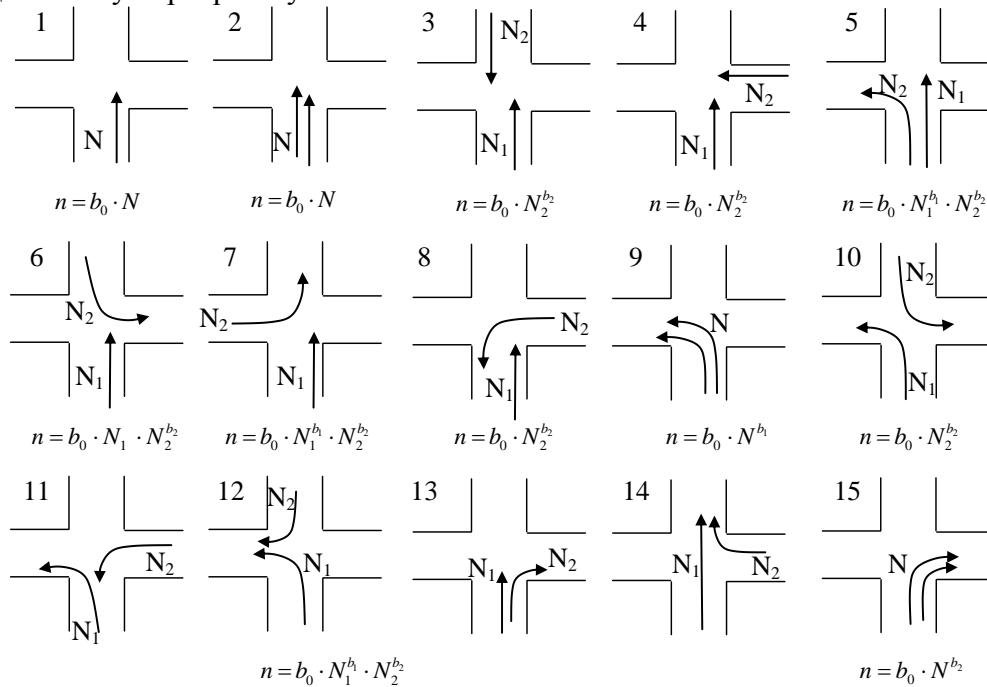 1 2 3 4 5
N N N₁ N₂ N₁ N₂ N₂ N₁
n = b₀ · N n = b₀ · N n = b₀ · N₂^{b₂} n = b₀ · N₂^{b₂} n = b₀ · N₁^{b₁} · N₂^{b₂}
6 7 8 9 10
N₂ N₁ N₂ N₁ N₂ N₁ N N₂ N₁
n = b₀ · N₁ · N₂^{b₂} n = b₀ · N₁^{b₁} · N₂^{b₂} n = b₀ · N₂^{b₂} n = b₀ · N^{b₁} n = b₀ · N₂^{b₂}
11 12 13 14 15
N₂ N₁ N₂ N₁ N₁ N₂ N₁ N₂ N
n = b₀ · N₁^{b₁} · N₂^{b₂} n = b₀ · N^{b₂}